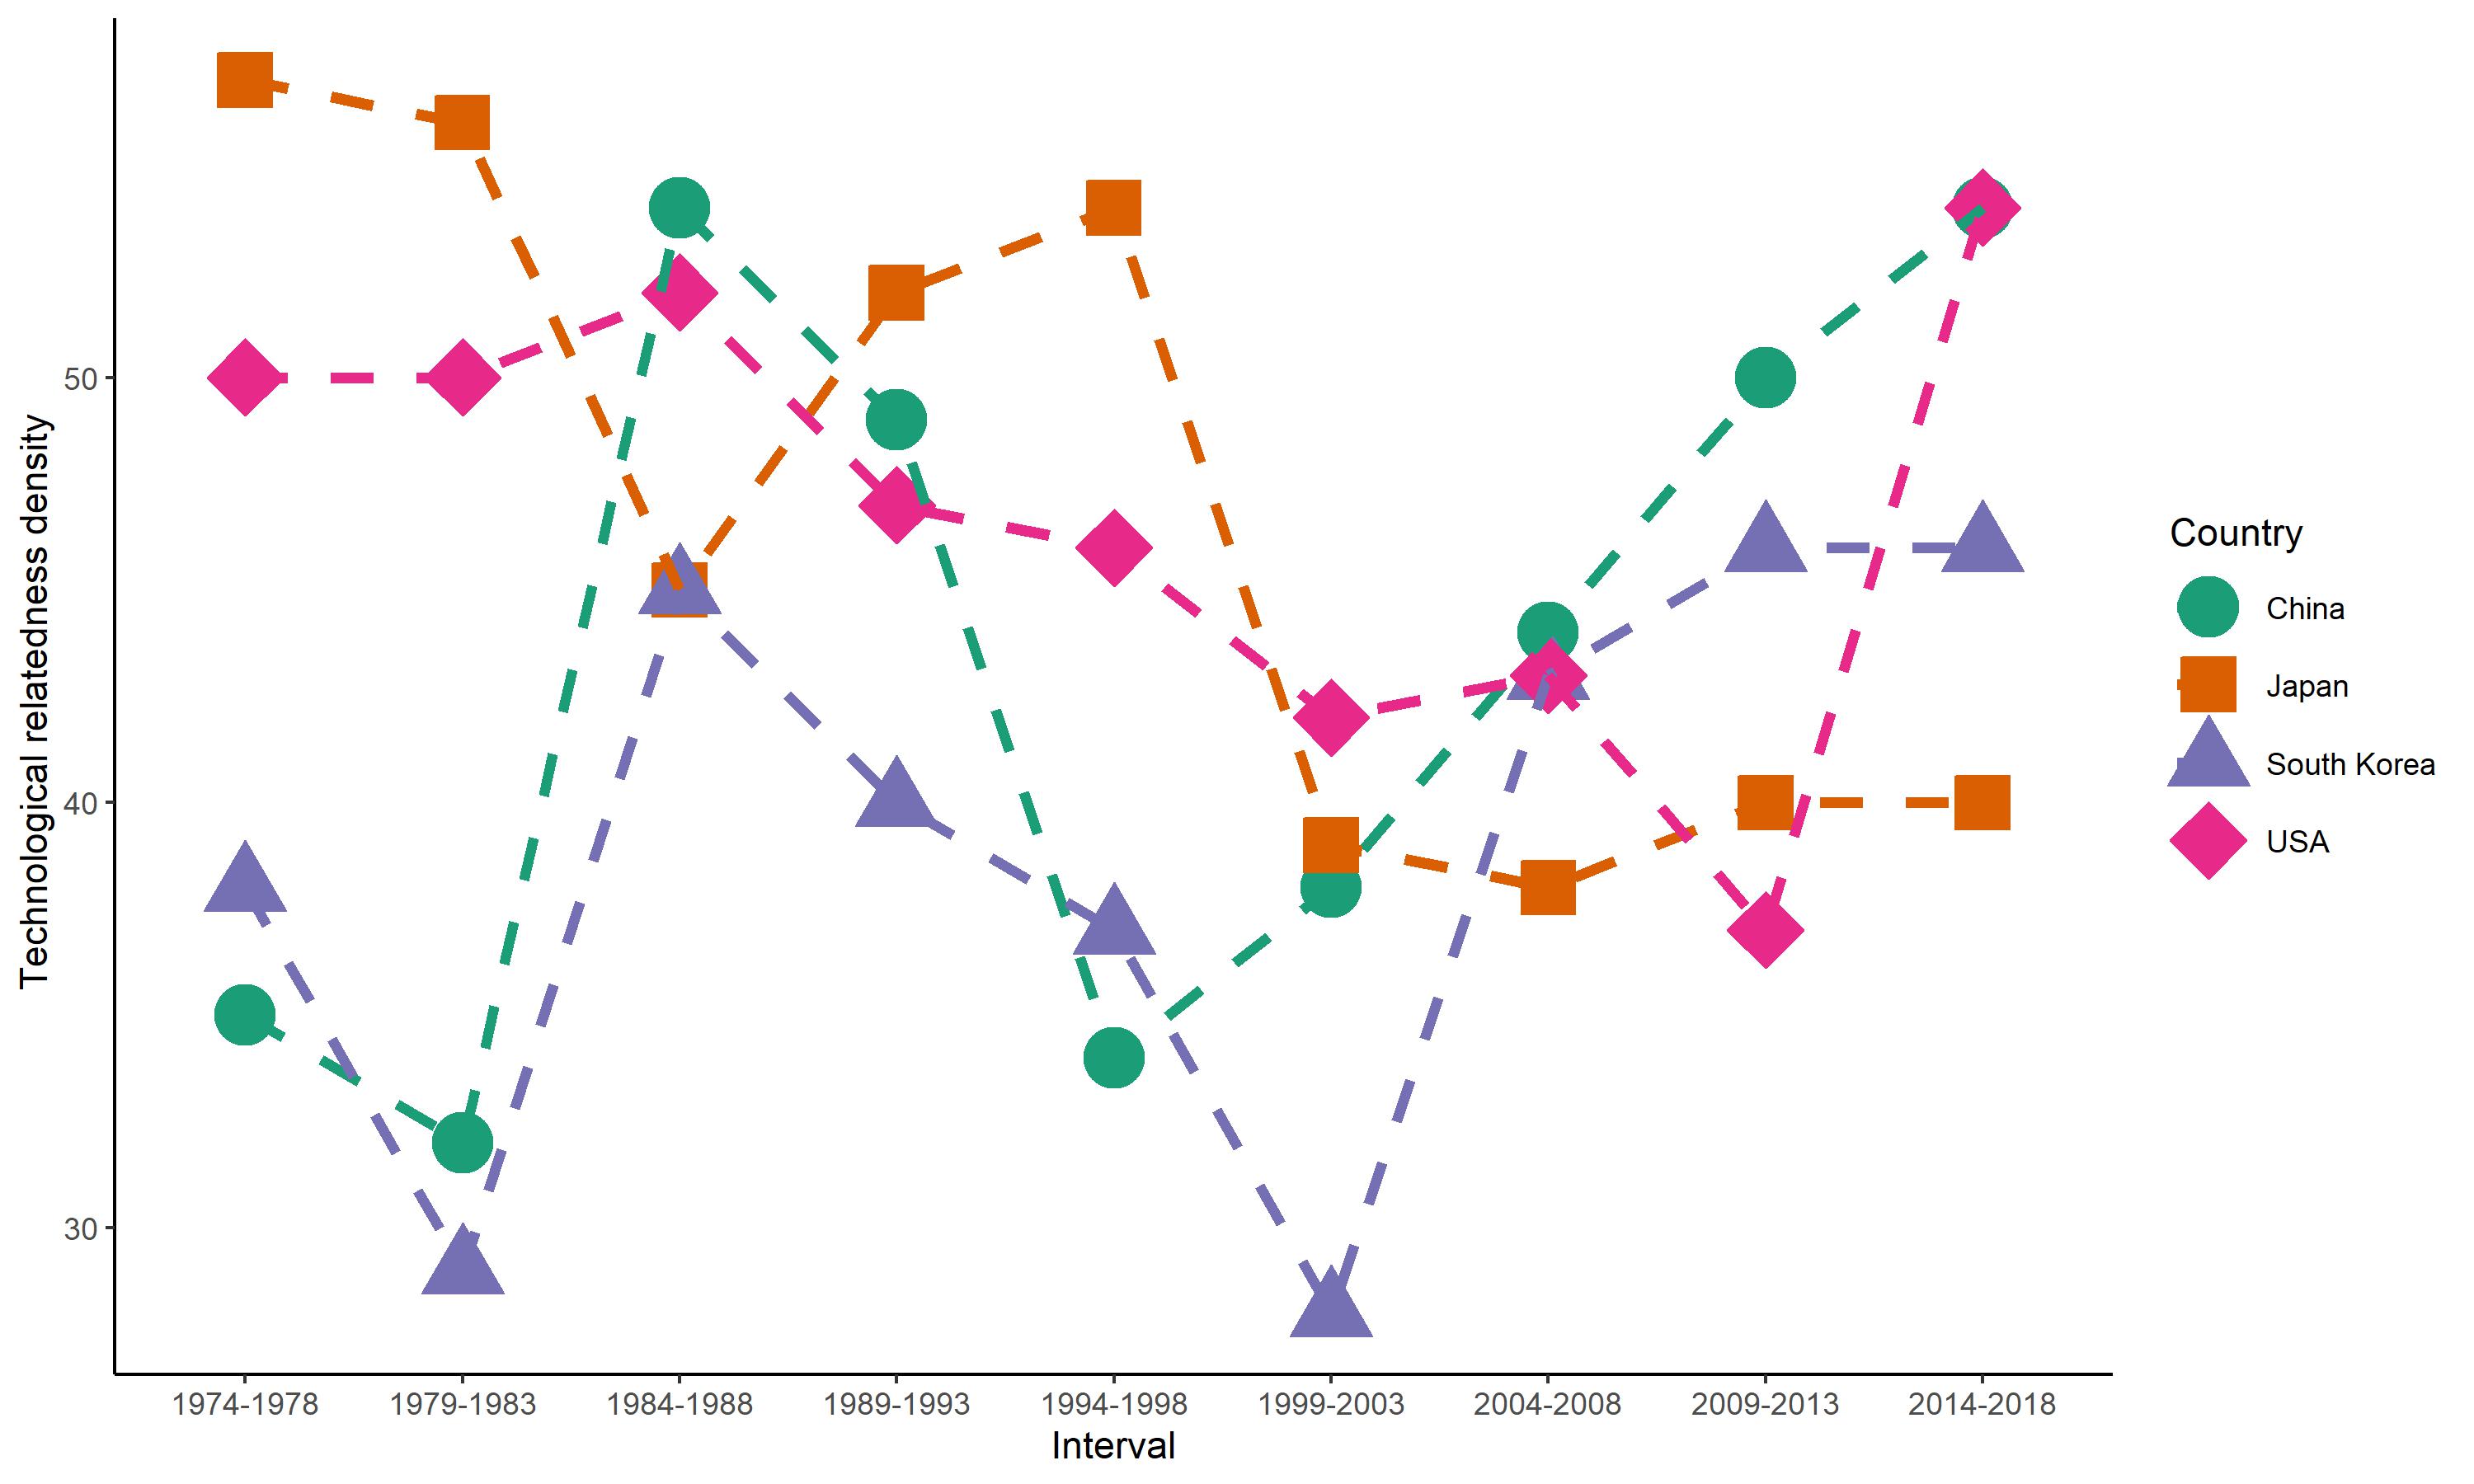 Technological relatedness density
50
40
30
1974-1978 1979-1983 1984-1988 1989-1993 1994-1998 1999-2003 2004-2008 2009-2013 2014-2018
Interval
Country
China
Japan
South Korea
USA